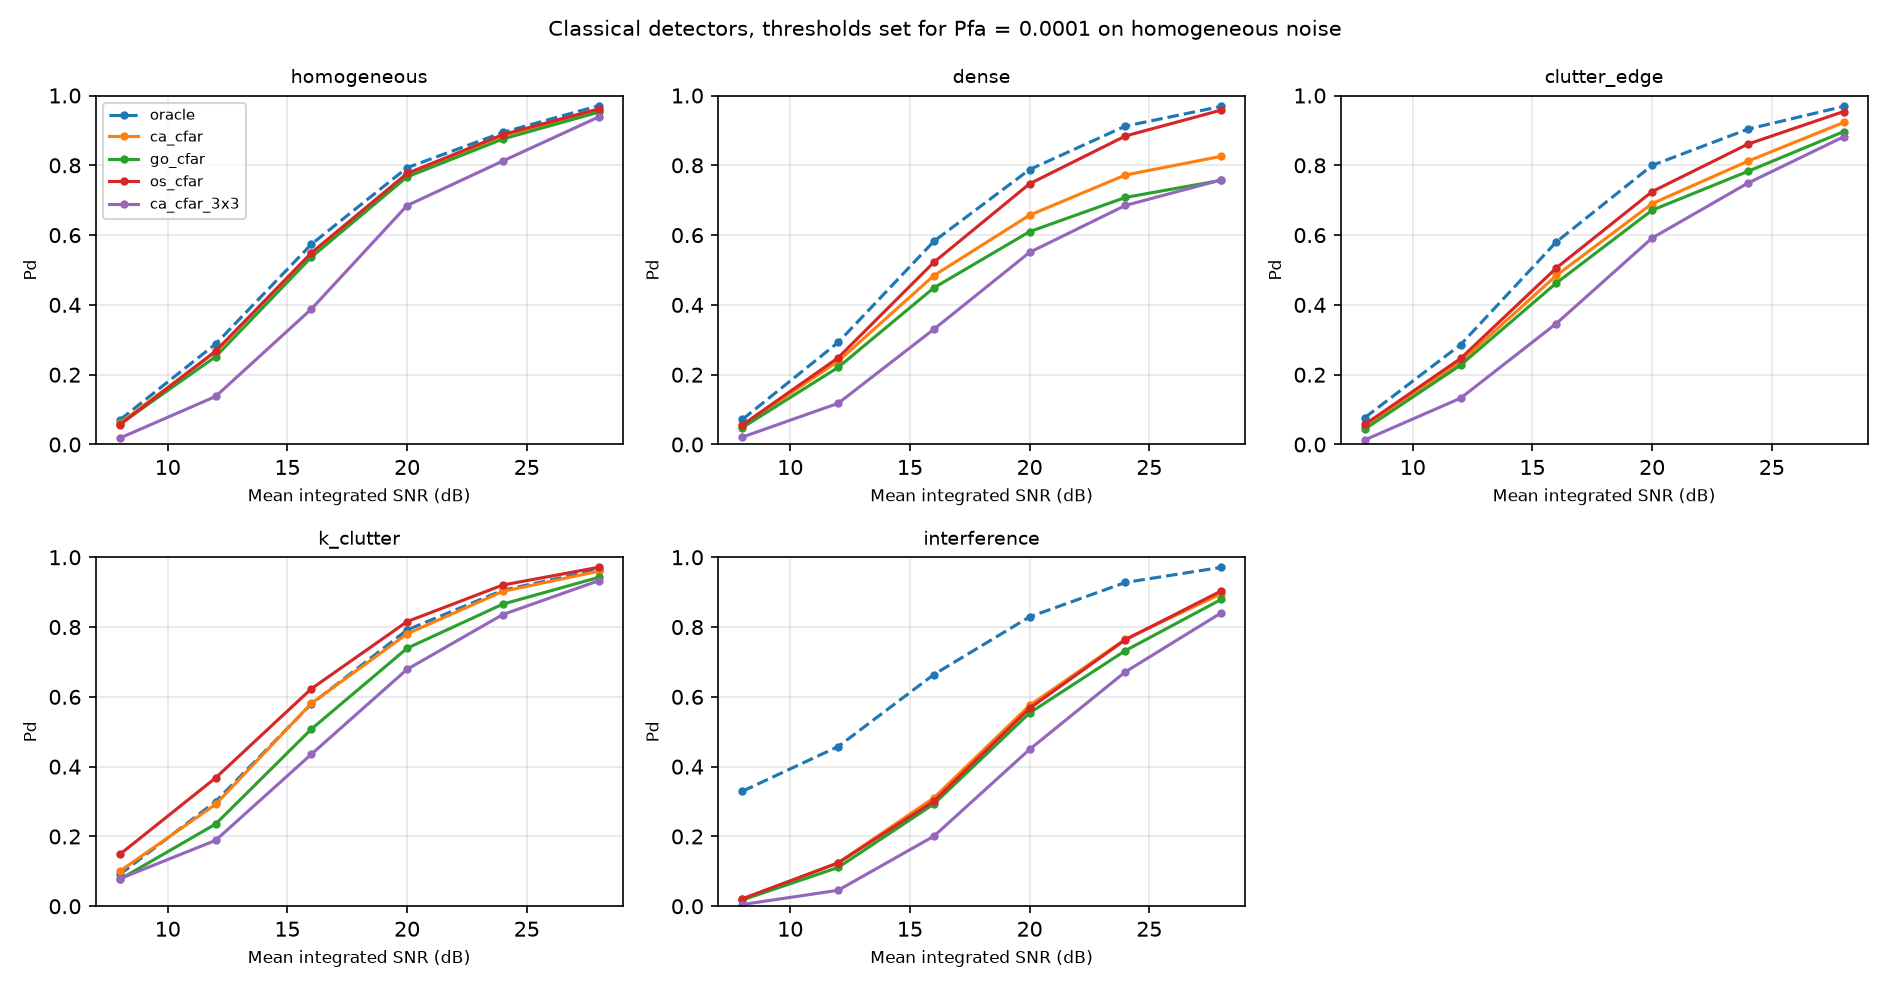 Classical detectors, thresholds set for Pfa = 0.0001 on homogeneous noise
homogeneous
1.0
0.8
0.6
0.4
0.2
0.0
Pd
oracle
ca_cfar
go_cfar
os_cfar
ca_cfar_3x3
10 15 20 25
Mean integrated SNR (dB)
dense
1.0
0.8
0.6
0.4
0.2
0.0
Pd
10 15 20 25
Mean integrated SNR (dB)
clutter_edge
1.0
0.8
0.6
0.4
0.2
0.0
Pd
10 15 20 25
Mean integrated SNR (dB)
k_clutter
1.0
0.8
0.6
0.4
0.2
0.0
Pd
10 15 20 25
Mean integrated SNR (dB)
interference
1.0
0.8
0.6
0.4
0.2
0.0
Pd
10 15 20 25
Mean integrated SNR (dB)